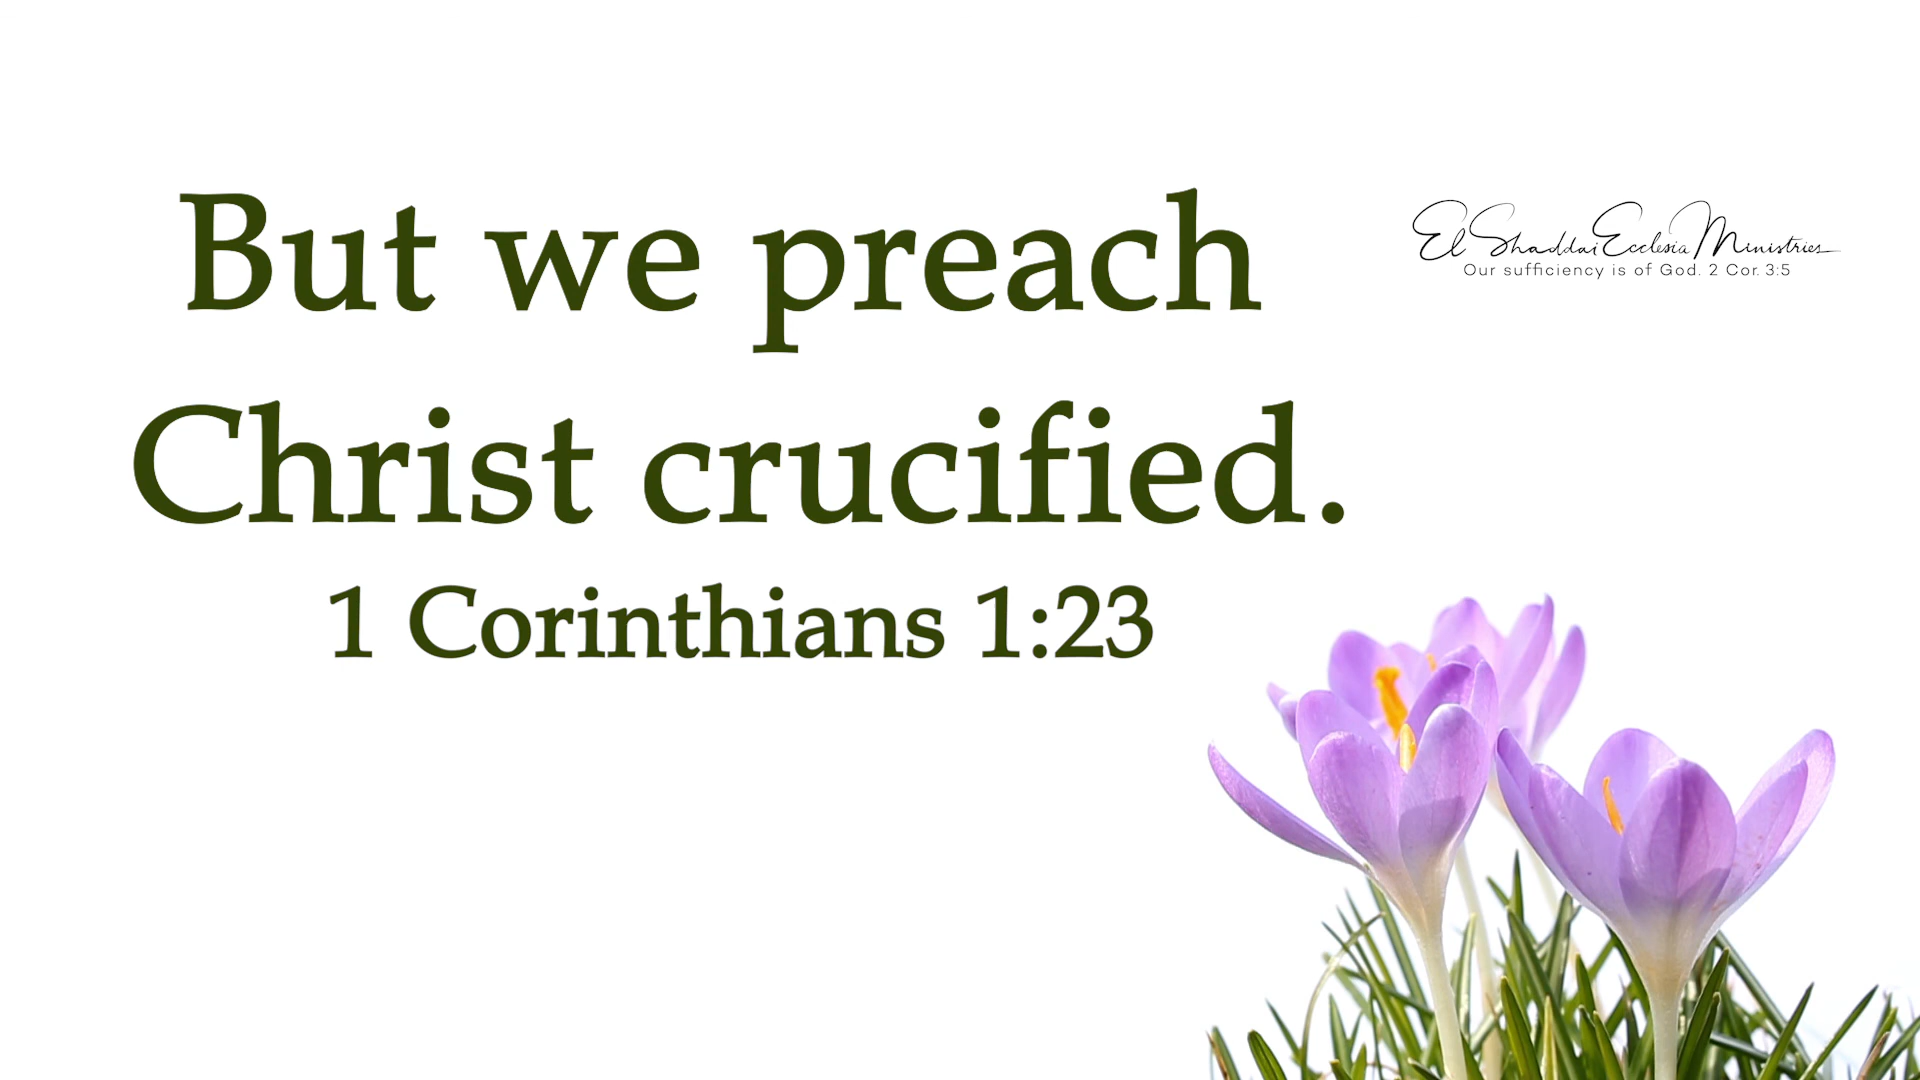 But we preach
Christ crucified.
1 Corinthians 1:23
El Shaddai Ecclesia Ministries
Our sufficiency is of God. 2 Cor. 3:5